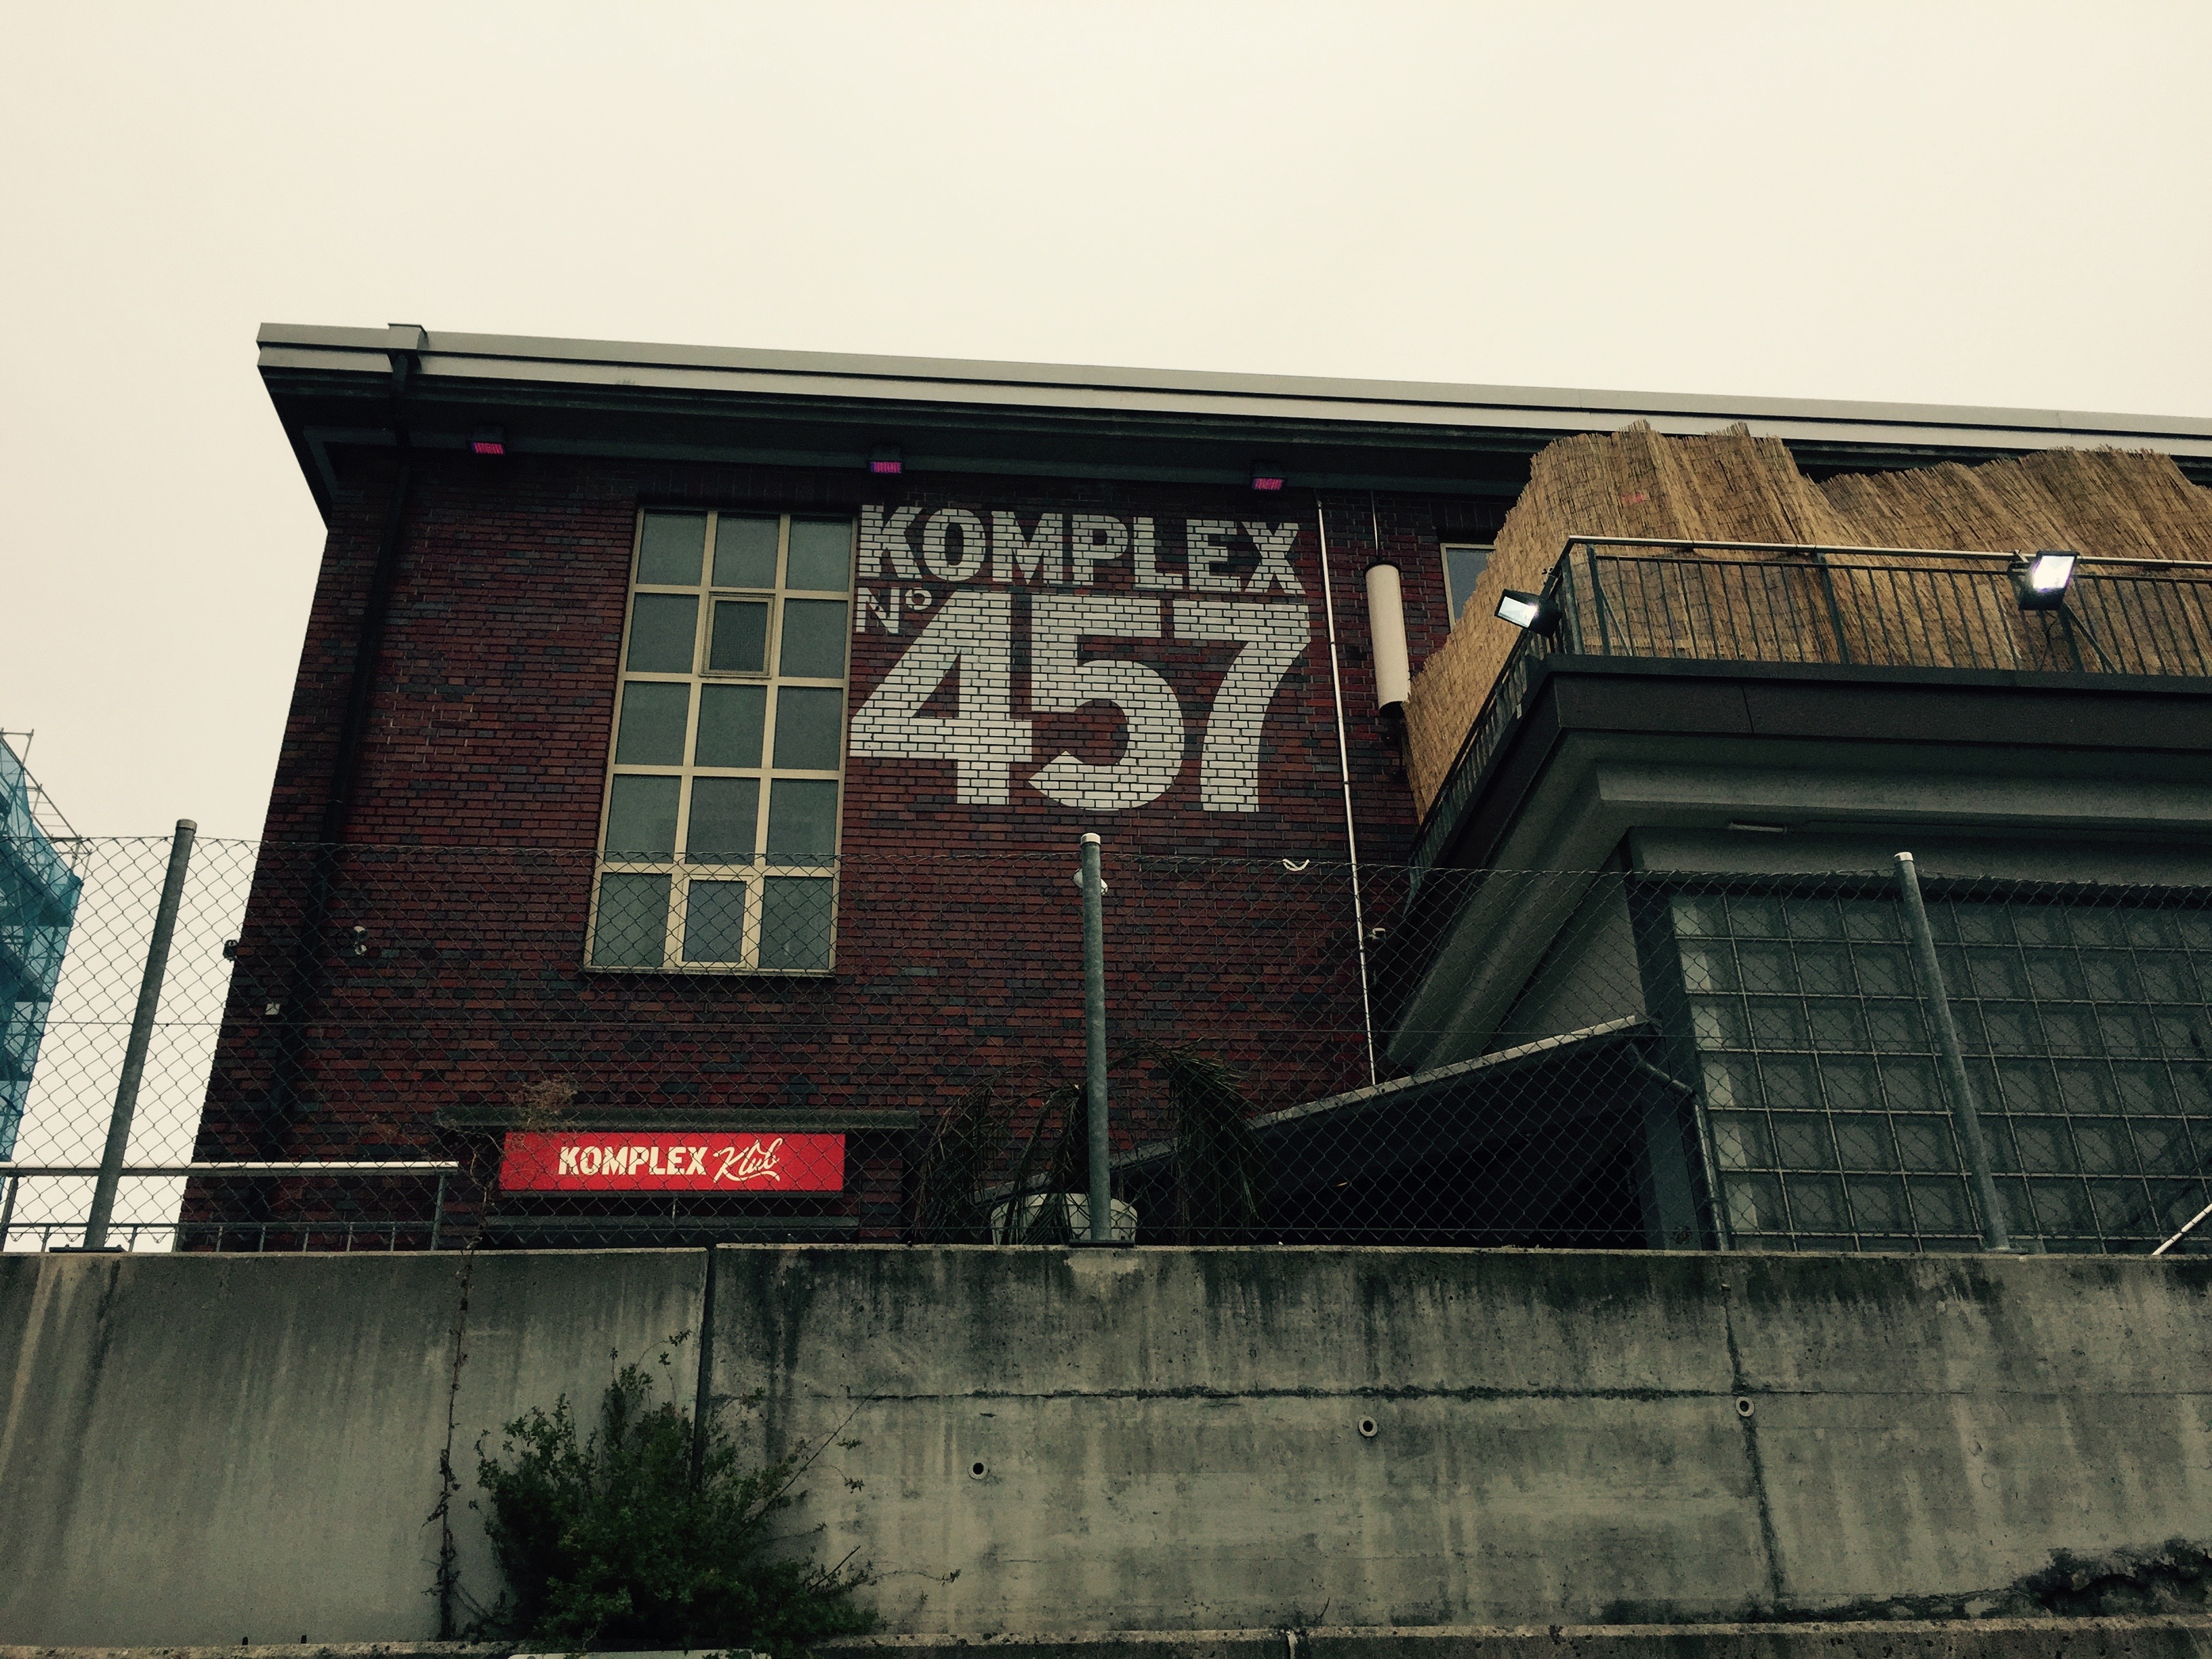 KOMPLEX
No
457
KOMPLEX Klub